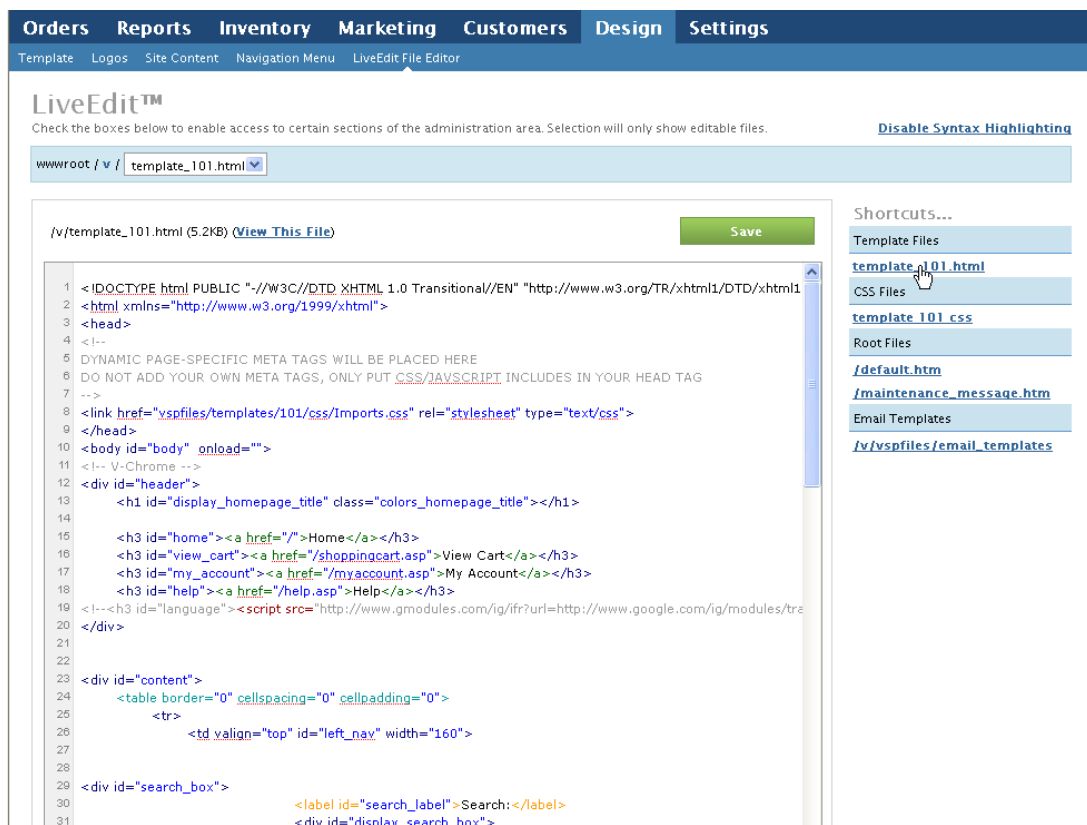 Orders Reports Inventory Marketing Customers Design Settings
Template Logos Site Content Navigation Menu LiveEdit File Editor
LiveEdit™
Check the boxes below to enable access to certain sections of the administration area. Selection will only show editable files.
Disable Syntax Highlighting
wwwroot / v / template_101.html
/v/template_101.html (5.2KB) (View This File)
Save
1 <!DOCTYPE html PUBLIC "-//W3C//DTD XHTML 1.0 Transitional//EN" "http://www.w3.org/TR/xhtml1/DTD/xhtml1
2 <html xmlns="http://www.w3.org/1999/xhtml">
3 <head>
4 <!--
5 DYNAMIC PAGE-SPECIFIC META TAGS WILL BE PLACED HERE
6 DO NOT ADD YOUR OWN META TAGS, ONLY PUT CSS/JAVSCRIPT INCLUDES IN YOUR HEAD TAG
7 -->
8 <link href="vspfiles/templates/101/css/Imports.css" rel="stylesheet" type="text/css">
9 </head>
10 <body id="body" onload="">
11 <!-- V-Chrome -->
12 <div id="header">
13 <h1 id="display_homepage_title" class="colors_homepage_title"></h1>
14
15 <h3 id="home"><a href="/">Home</a></h3>
16 <h3 id="view_cart"><a href="/shoppingcart.asp">View Cart</a></h3>
17 <h3 id="my_account"><a href="/myaccount.asp">My Account</a></h3>
18 <h3 id="help"><a href="/help.asp">Help</a></h3>
19 <!--<h3 id="language"><script src="http://www.gmodules.com/ig/ifr?url=http://www.google.com/ig/modules/tra
20 </div>
21
22
23 <div id="content">
24 <table border="0" cellspacing="0" cellpadding="0">
25 <tr>
26 <td valign="top" id="left_nav" width="160">
27
28
29 <div id="search_box">
30 <label id="search_label">Search:</label>
31 <div id="display_search_box">
Shortcuts...
Template Files
template_101.html
CSS Files
template 101 css
Root Files
/default.htm
/maintenance_message.htm
Email Templates
/v/vspfiles/email_templates